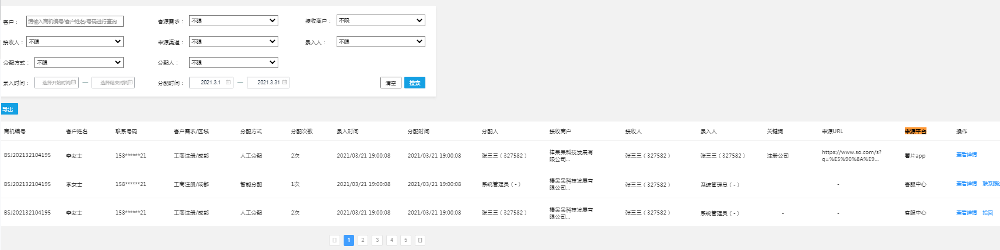 客户： 请输入商机编号/客户姓名/号码进行查询 客源需求： 不限 接收商户： 不限
接收人： 不限 来源渠道： 不限 录入人： 不限
分配方式： 不限 分配人： 不限
录入时间： 选择开始时间 — 选择结束时间 分配时间： 2021.3.1 — 2021.3.31 清空 搜索
导出
商机编号 客户姓名 联系号码 客户需求/区域 分配方式 分配次数 录入时间 分配时间 分配人 接收商户 接收人 录入人 关键词 来源URL 来源平台 操作
BSJ202132104195 李女士 158******21 工商注册/成都 人工分配 2次 2021/03/21 19:00:08 2021/03/21 19:00:08 张三三（327582） 棒呆呆科技发展有 张三三（327582） 张三三（327582） 注册公司 https://www.so.com/s? 薯片app 查看详情
限公司... q=%E5%90%8A%E9...
BSJ202132104195 李女士 158******21 工商注册/成都 智能分配 1次 2021/03/21 19:00:08 2021/03/21 19:00:08 系统管理员（-） 棒呆呆科技发展有 张三三（327582） 系统管理员（-） - 客服中心 查看详情 联系跟进
限公司...
BSJ202132104195 李女士 158******21 工商注册/成都 人工分配 2次 2021/03/21 19:00:08 2021/03/21 19:00:08 张三三（327582） 棒呆呆科技发展有 张三三（327582） 系统管理员（-） - - 客服中心 查看详情 拾回
限公司...
1 2 3 4 5